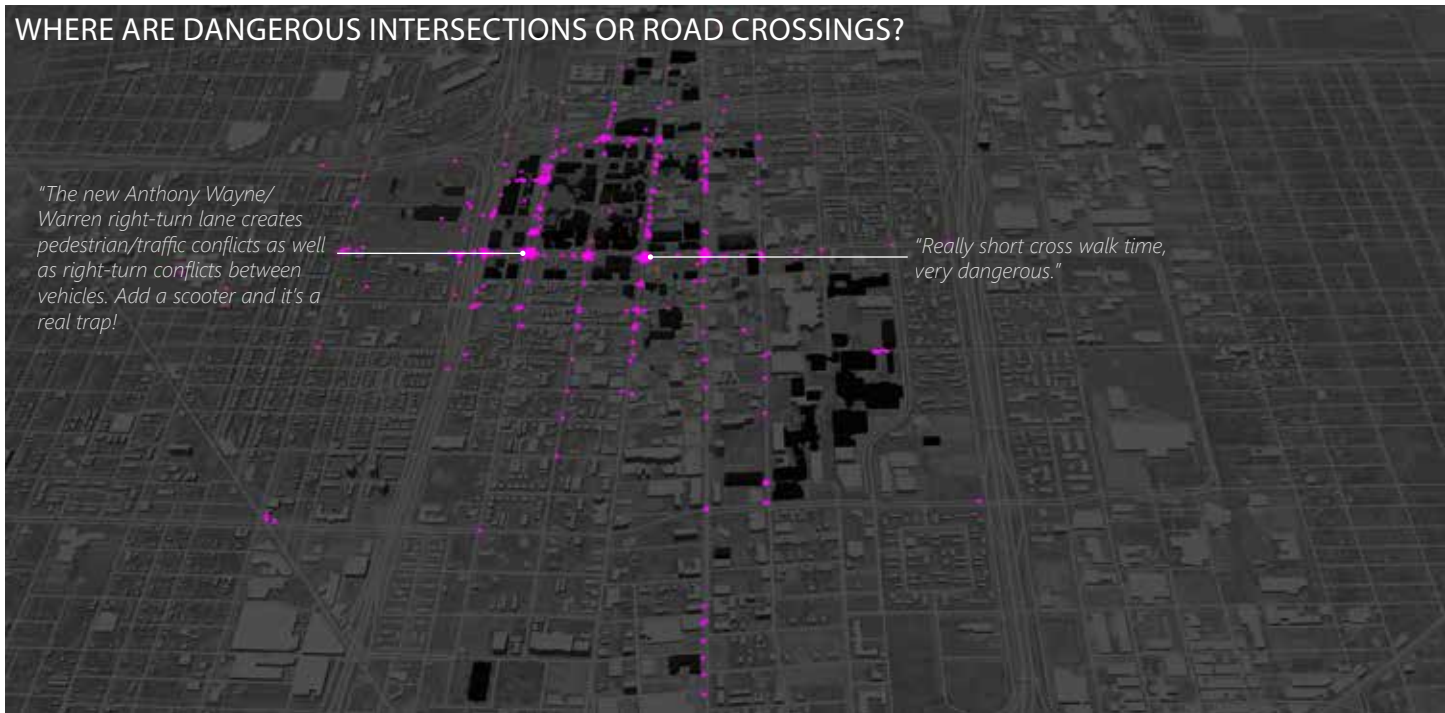 WHERE ARE DANGEROUS INTERSECTIONS OR ROAD CROSSINGS?
"The new Anthony Wayne/
Warren right-turn lane creates
pedestrian/traffic conflicts as well
as right-turn conflicts between
vehicles. Add a scooter and it's a
real trap!
"Really short cross walk time,
very dangerous."